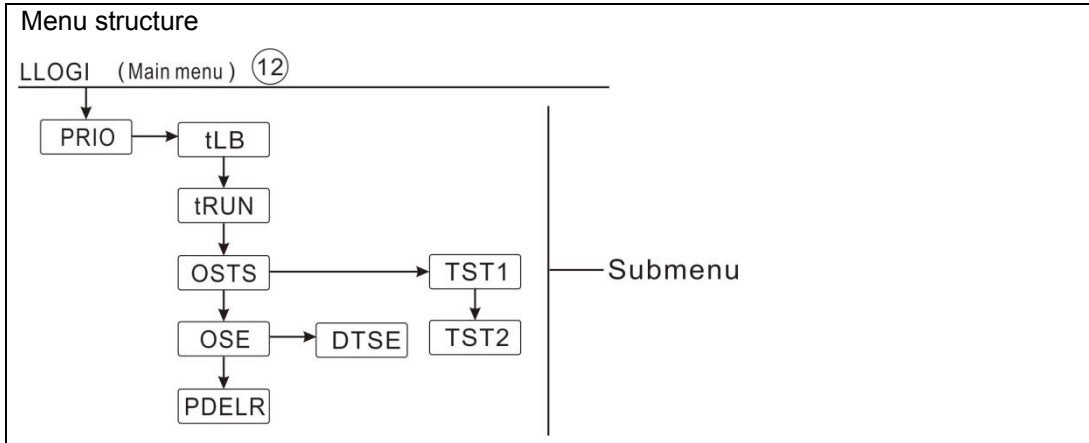 Menu structure
LLOGI (Main menu) 12
PRIO tLB
tRUN
OSTS TST1 Submenu
OSE DTSE TST2
PDELR